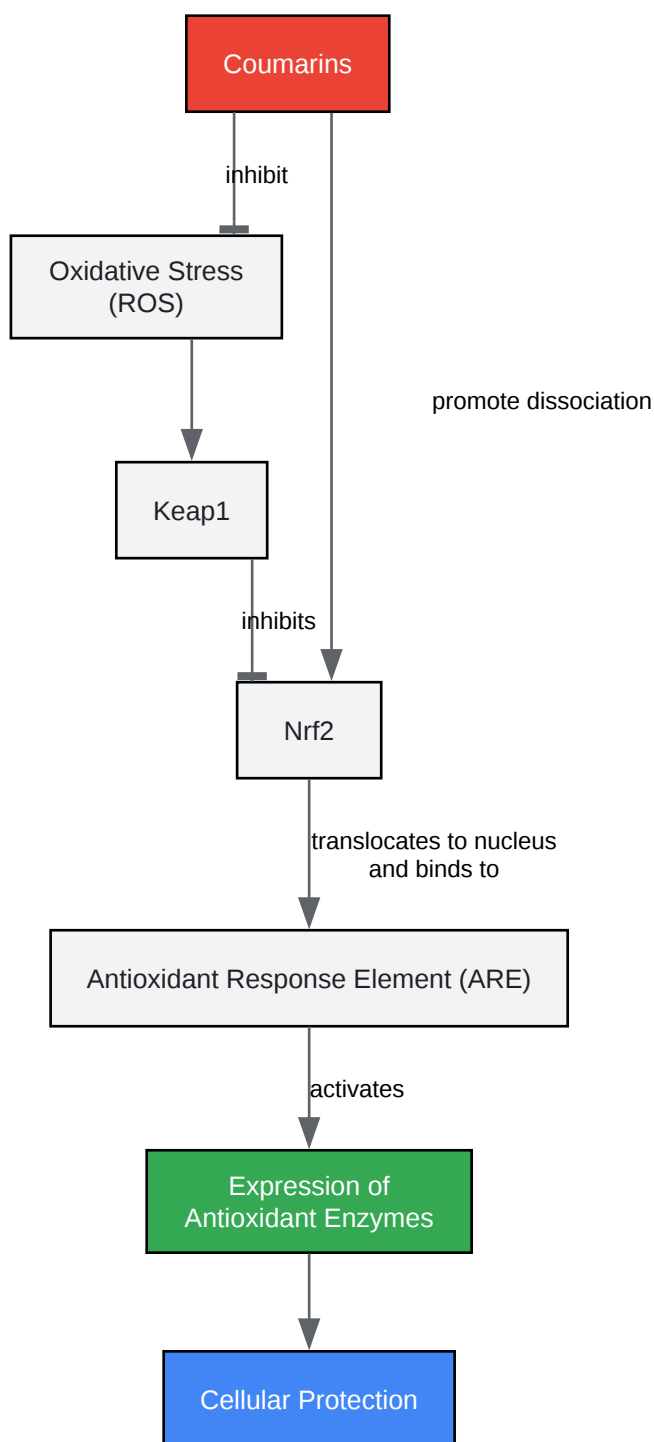 Coumarins
inhibit
Oxidative Stress
(ROS)
promote dissociation
Keap1
inhibits
Nrf2
translocates to nucleus
and binds to
Antioxidant Response Element (ARE)
activates
Expression of
Antioxidant Enzymes
Cellular Protection